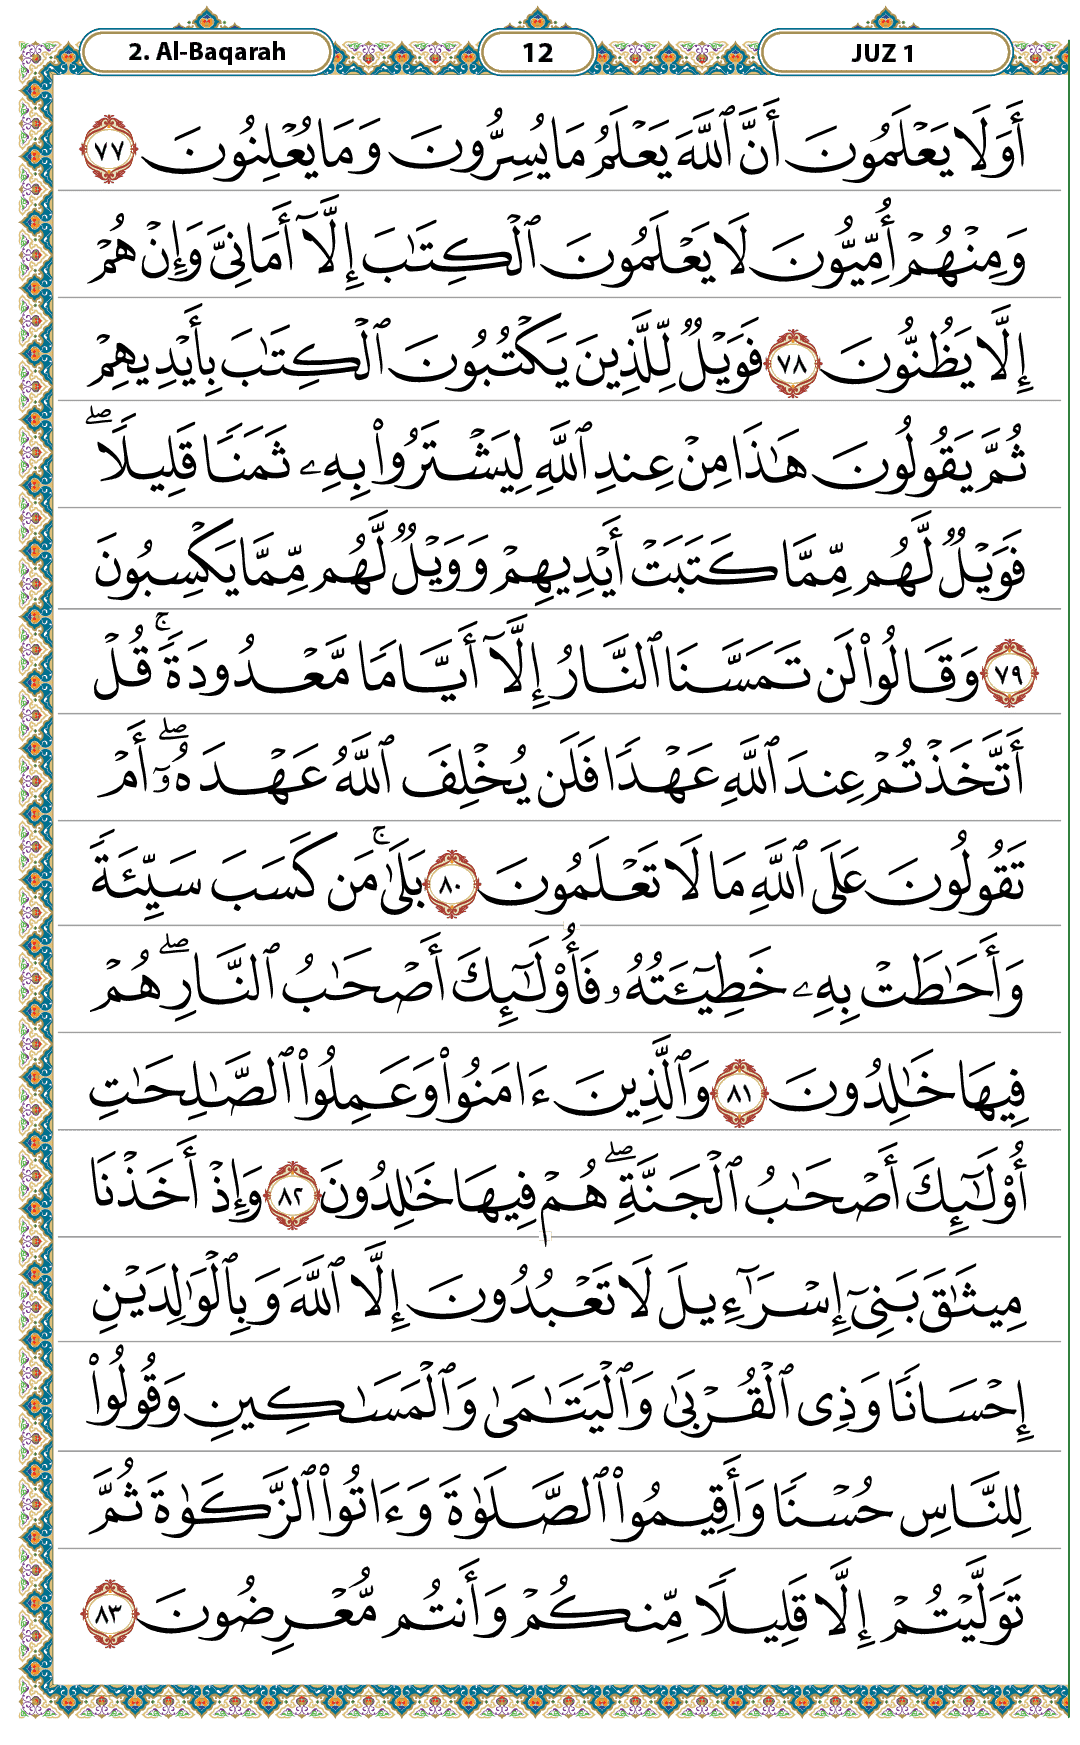 2. Al-Baqarah 12 JUZ 1
أَوَلَا يَعْلَمُونَ أَنَّ ٱللَّهَ يَعْلَمُ مَا يُسِرُّونَ وَمَا يُعْلِنُونَ ٧٧
وَمِنْهُمْ أُمِّيُّونَ لَا يَعْلَمُونَ ٱلْكِتَٰبَ إِلَّآ أَمَانِىَّ وَإِنْ هُمْ
إِلَّا يَظُنُّونَ ٧٨ فَوَيْلٌ لِّلَّذِينَ يَكْتُبُونَ ٱلْكِتَٰبَ بِأَيْدِيهِمْ
ثُمَّ يَقُولُونَ هَٰذَا مِنْ عِندِ ٱللَّهِ لِيَشْتَرُوا۟ بِهِۦ ثَمَنًا قَلِيلًا ۖ
فَوَيْلٌ لَّهُم مِّمَّا كَتَبَتْ أَيْدِيهِمْ وَوَيْلٌ لَّهُم مِّمَّا يَكْسِبُونَ
٧٩ وَقَالُوا۟ لَن تَمَسَّنَا ٱلنَّارُ إِلَّآ أَيَّامًا مَّعْدُودَةً ۚ قُلْ
أَتَّخَذْتُمْ عِندَ ٱللَّهِ عَهْدًا فَلَن يُخْلِفَ ٱللَّهُ عَهْدَهُۥٓ ۖ أَمْ
تَقُولُونَ عَلَى ٱللَّهِ مَا لَا تَعْلَمُونَ ٨٠ بَلَىٰ ۚ مَن كَسَبَ سَيِّئَةً
وَأَحَٰطَتْ بِهِۦ خَطِيٓـَٔتُهُۥ فَأُو۟لَٰٓئِكَ أَصْحَٰبُ ٱلنَّارِ ۖ هُمْ
فِيهَا خَٰلِدُونَ ٨١ وَٱلَّذِينَ ءَامَنُوا۟ وَعَمِلُوا۟ ٱلصَّٰلِحَٰتِ
أُو۟لَٰٓئِكَ أَصْحَٰبُ ٱلْجَنَّةِ ۖ هُمْ فِيهَا خَٰلِدُونَ ٨٢ وَإِذْ أَخَذْنَا
مِيثَٰقَ بَنِىٓ إِسْرَٰٓءِيلَ لَا تَعْبُدُونَ إِلَّا ٱللَّهَ وَبِٱلْوَٰلِدَيْنِ
إِحْسَانًا وَذِى ٱلْقُرْبَىٰ وَٱلْيَتَٰمَىٰ وَٱلْمَسَٰكِينِ وَقُولُوا۟
لِلنَّاسِ حُسْنًا وَأَقِيمُوا۟ ٱلصَّلَوٰةَ وَءَاتُوا۟ ٱلزَّكَوٰةَ ثُمَّ
تَوَلَّيْتُمْ إِلَّا قَلِيلًا مِّنكُمْ وَأَنتُم مُّعْرِضُونَ ٨٣